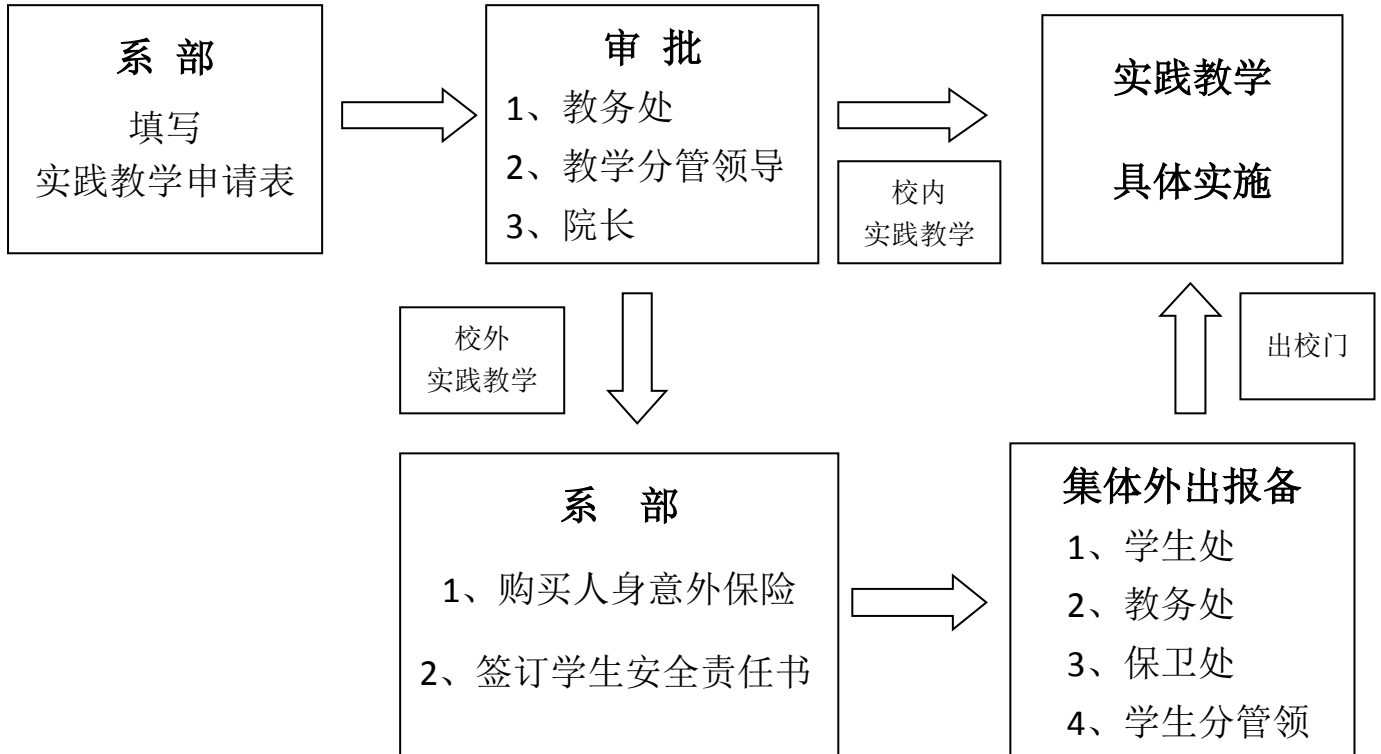 系 部
填写
实践教学申请表
审 批
1、教务处
2、教学分管领导
3、院长
校内
实践教学
实践教学
具体实施
校外
实践教学
出校门
系 部
1、购买人身意外保险
2、签订学生安全责任书
集体外出报备
1、学生处
2、教务处
3、保卫处
4、学生分管领